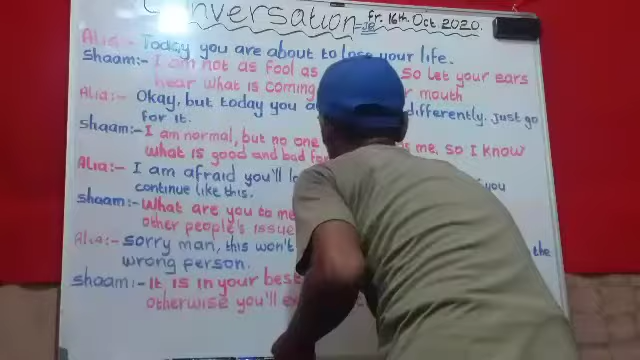 Conversation Fr. 16th. Oct 2020.
Alia:- Today you are about to lose your life.
Shaam:- I am not as fool as so let your ears
hear what is coming mouth
Alia:- Okay, but today you differently. Just go
for it.
Shaam:- I am normal, but no one me, so I know
what is good and bad for
Alia:- I am afraid you'll you
continue like this.
Shaam:- What are you to me
other people's issue
Alia:- sorry man, this won't the
wrong person.
Shaam:- It is in your best
otherwise you'll